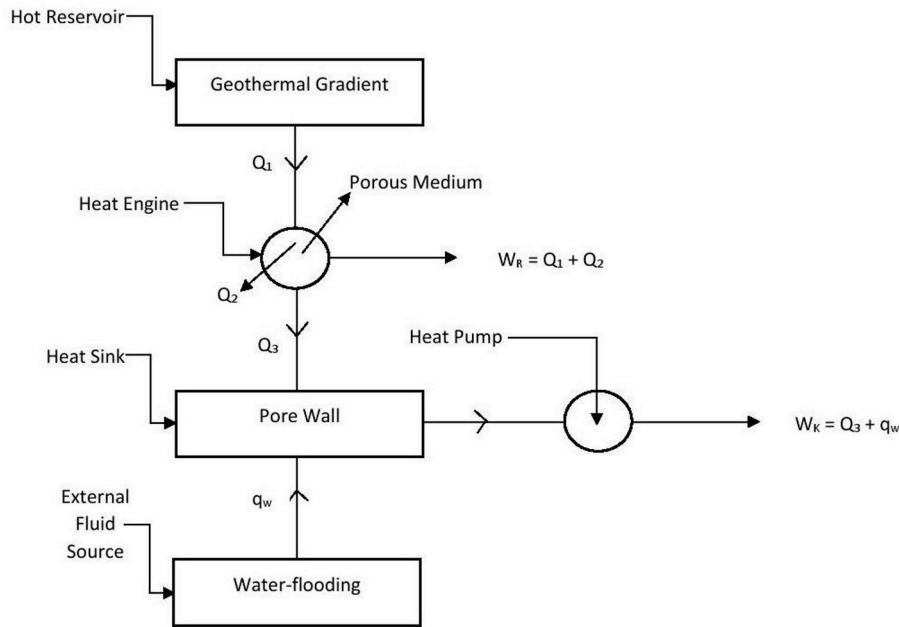 Hot Reservoir
Geothermal Gradient
Q₁
Porous Medium
Heat Engine
W_R = Q₁ + Q₂
Q₂
Q₃
Heat Pump
Heat Sink
Pore Wall
W_K = Q₃ + q_w
q_w
External
Fluid
Source
Water-flooding